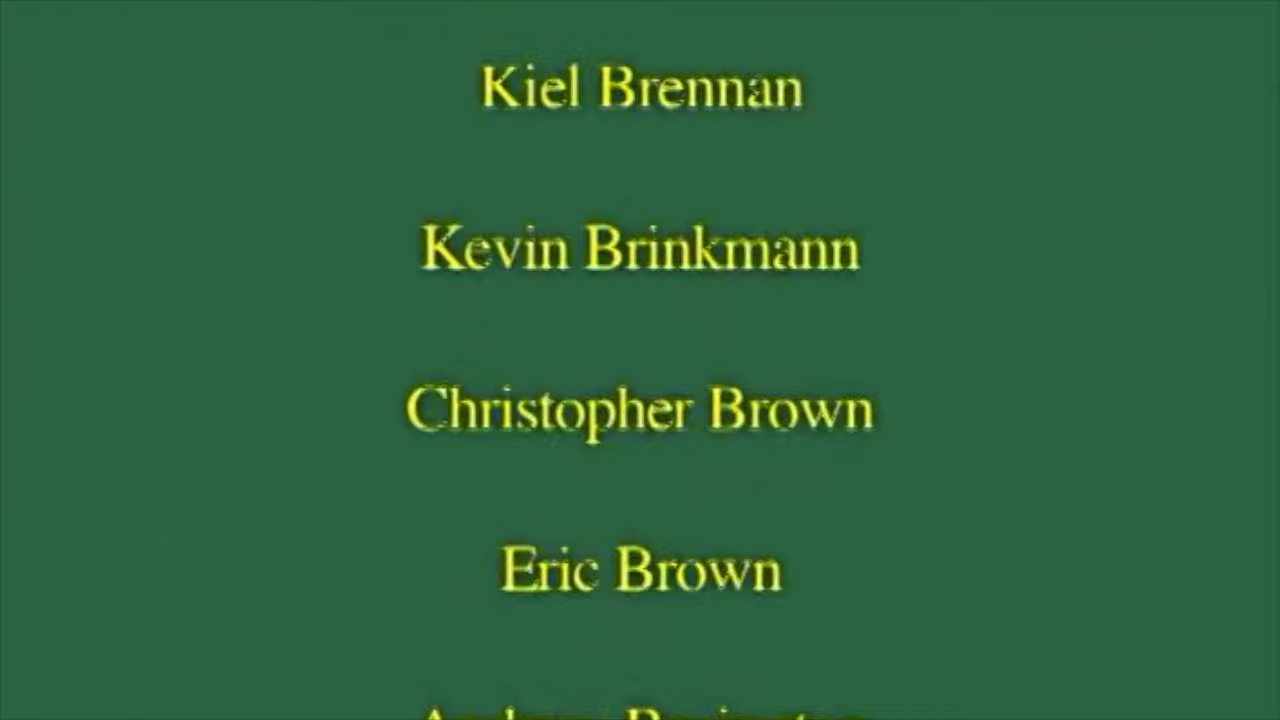 Kiel Brennan
Kevin Brinkmann
Christopher Brown
Eric Brown